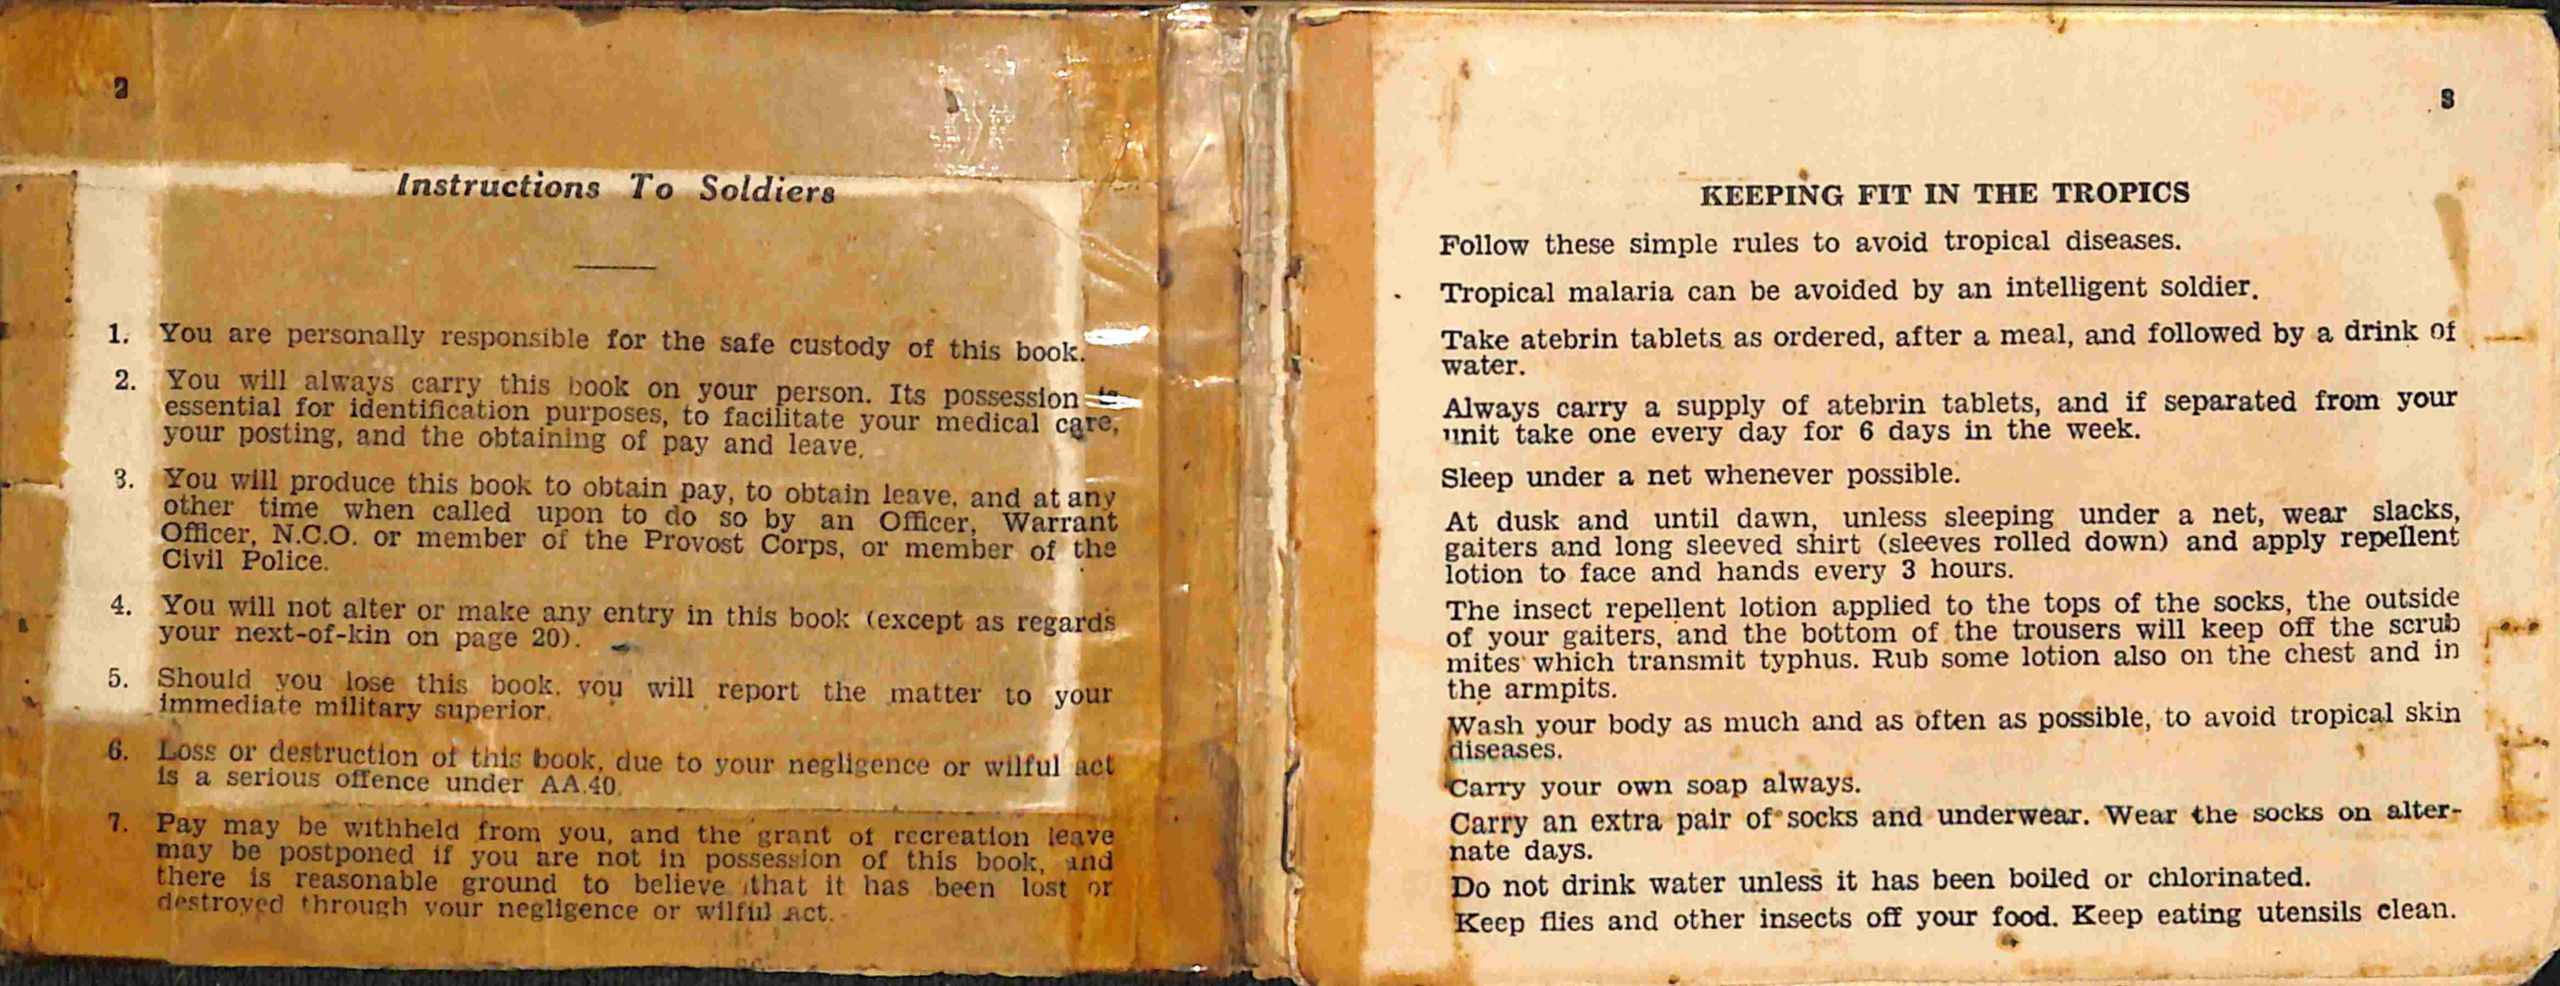 2
Instructions To Soldiers
1. You are personally responsible for the safe custody of this book.
2. You will always carry this book on your person. Its possession is
essential for identification purposes, to facilitate your medical care,
your posting, and the obtaining of pay and leave.
3. You will produce this book to obtain pay, to obtain leave, and at any
other time when called upon to do so by an Officer, Warrant
Officer, N.C.O. or member of the Provost Corps, or member of the
Civil Police.
4. You will not alter or make any entry in this book (except as regards
your next-of-kin on page 20).
5. Should you lose this book, you will report the matter to your
immediate military superior.
6. Loss or destruction of this book, due to your negligence or wilful act
is a serious offence under AA.40.
7. Pay may be withheld from you, and the grant of recreation leave
may be postponed if you are not in possession of this book, and
there is reasonable ground to believe that it has been lost or
destroyed through your negligence or wilful act.
3
KEEPING FIT IN THE TROPICS
Follow these simple rules to avoid tropical diseases.
Tropical malaria can be avoided by an intelligent soldier.
Take atebrin tablets as ordered, after a meal, and followed by a drink of
water.
Always carry a supply of atebrin tablets, and if separated from your
unit take one every day for 6 days in the week.
Sleep under a net whenever possible.
At dusk and until dawn, unless sleeping under a net, wear slacks,
gaiters and long sleeved shirt (sleeves rolled down) and apply repellent
lotion to face and hands every 3 hours.
The insect repellent lotion applied to the tops of the socks, the outside
of your gaiters, and the bottom of the trousers will keep off the scrub
mites which transmit typhus. Rub some lotion also on the chest and in
the armpits.
Wash your body as much and as often as possible, to avoid tropical skin
diseases.
Carry your own soap always.
Carry an extra pair of socks and underwear. Wear the socks on alter-
nate days.
Do not drink water unless it has been boiled or chlorinated.
Keep flies and other insects off your food. Keep eating utensils clean.